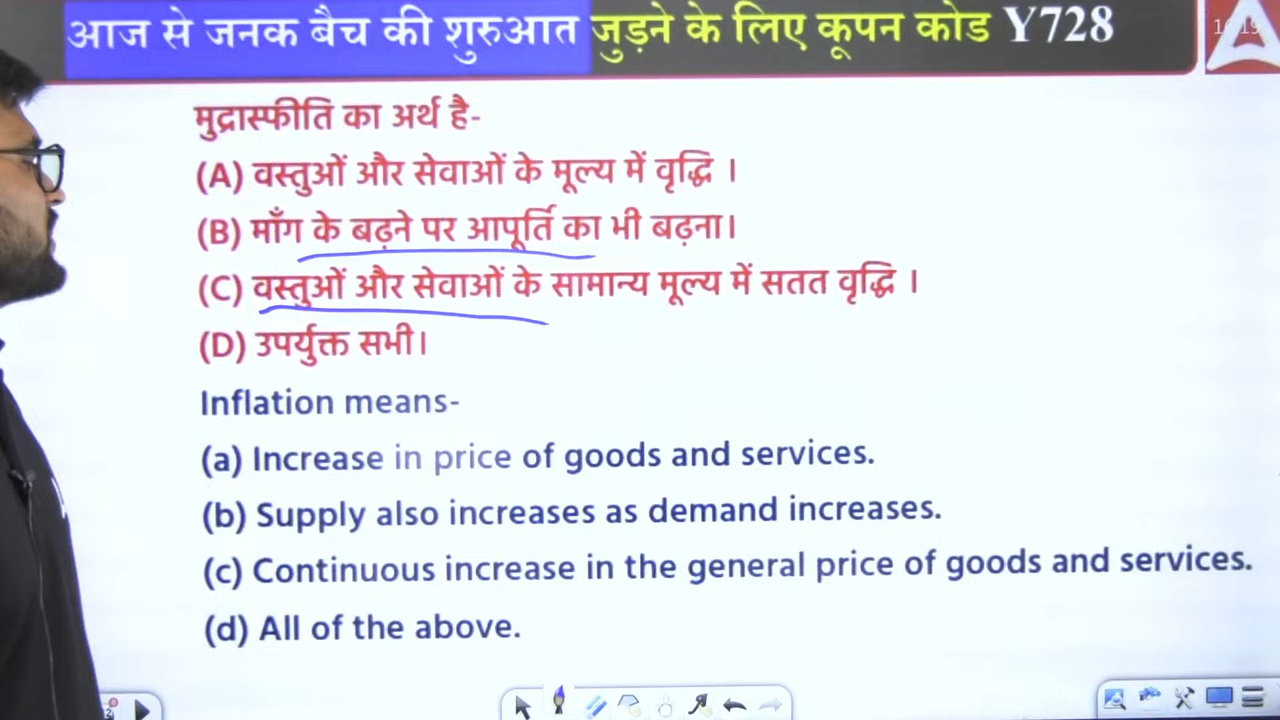 आज से जनक बैच की शुरुआत जुड़ने के लिए कूपन कोड Y728
मुद्रास्फीति का अर्थ है-
(A) वस्तुओं और सेवाओं के मूल्य में वृद्धि ।
(B) माँग के बढ़ने पर आपूर्ति का भी बढ़ना।
(C) वस्तुओं और सेवाओं के सामान्य मूल्य में सतत वृद्धि ।
(D) उपर्युक्त सभी।
Inflation means-
(a) Increase in price of goods and services.
(b) Supply also increases as demand increases.
(c) Continuous increase in the general price of goods and services.
(d) All of the above.